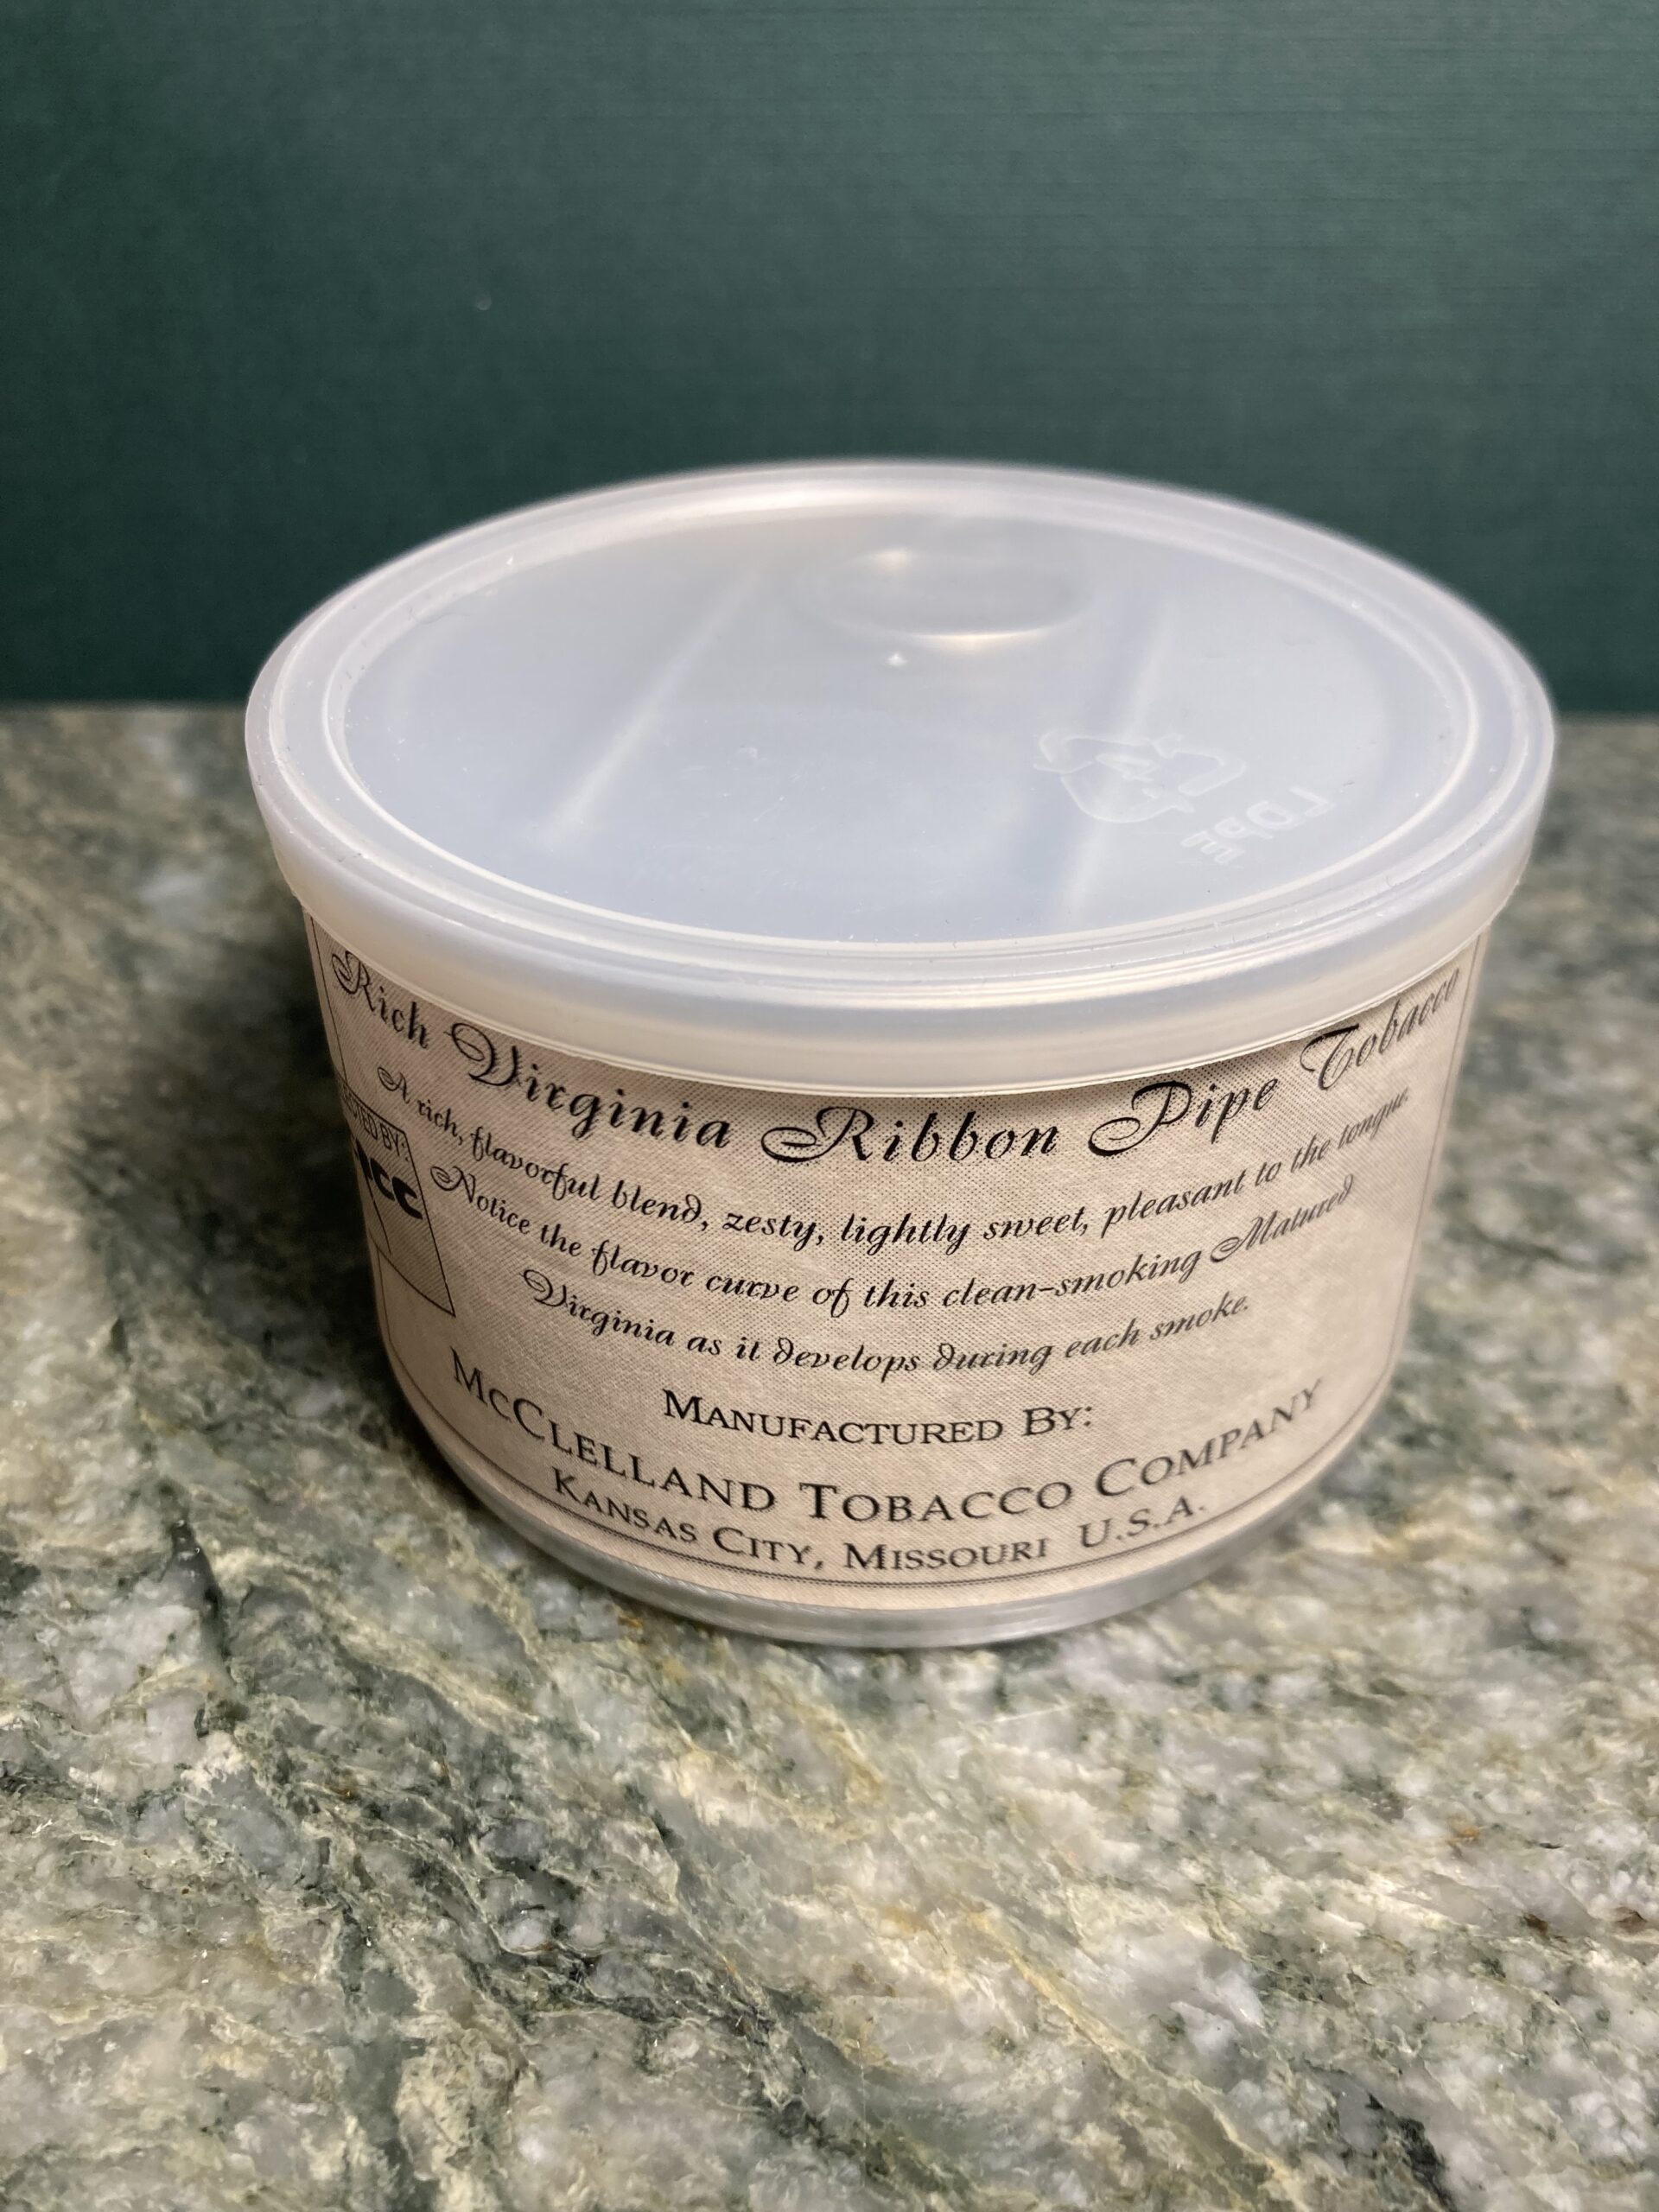 LDPE
4
Rich Virginia Ribbon Pipe Tobacco
A rich, flavorful blend, zesty, lightly sweet, pleasant to the tongue.
Notice the flavor curve of this clean-smoking Matured
Virginia as it develops during each smoke.
MANUFACTURED BY:
MCCLELLAND TOBACCO COMPANY
KANSAS CITY, MISSOURI U.S.A.
BY: